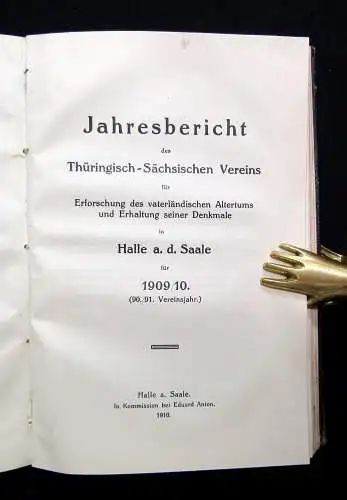 Jahresbericht
des
Thüringisch-Sächsischen Vereins
für
Erforschung des vaterländischen Altertums
und Erhaltung seiner Denkmale
in
Halle a. d. Saale
für
1909/10.
(90./91. Vereinsjahr.)
Halle a. Saale.
In Kommission bei Eduard Anton.
1910.